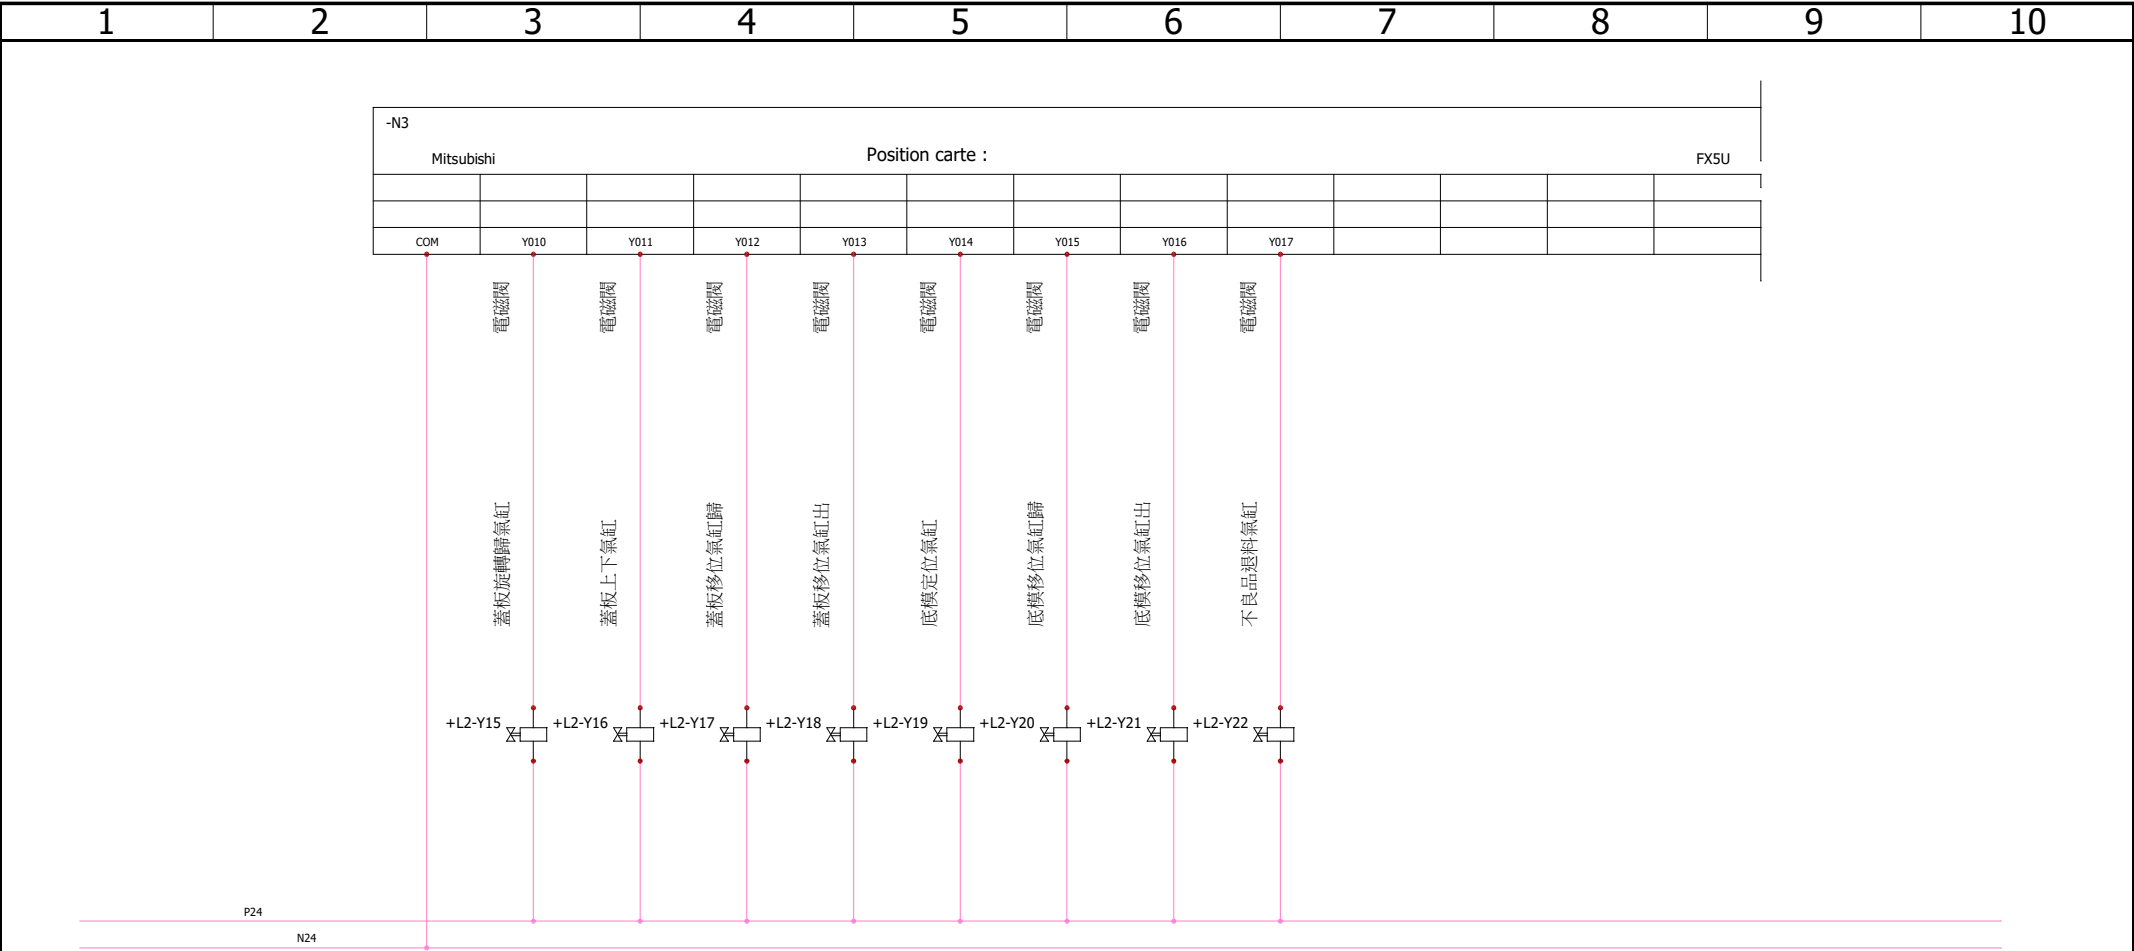 1 2 3 4 5 6 7 8 9 10
-N3
Mitsubishi Position carte : FX5U
COM Y010 Y011 Y012 Y013 Y014 Y015 Y016 Y017
電磁閥 電磁閥 電磁閥 電磁閥 電磁閥 電磁閥 電磁閥 電磁閥
蓋板旋轉歸氣缸
蓋板上下氣缸
蓋板移位氣缸歸
蓋板移位氣缸出
底模定位氣缸
底模移位氣缸歸
底模移位氣缸出
不良品退料氣缸
+L2-Y15 +L2-Y16 +L2-Y17 +L2-Y18 +L2-Y19 +L2-Y20 +L2-Y21 +L2-Y22
P24
N24